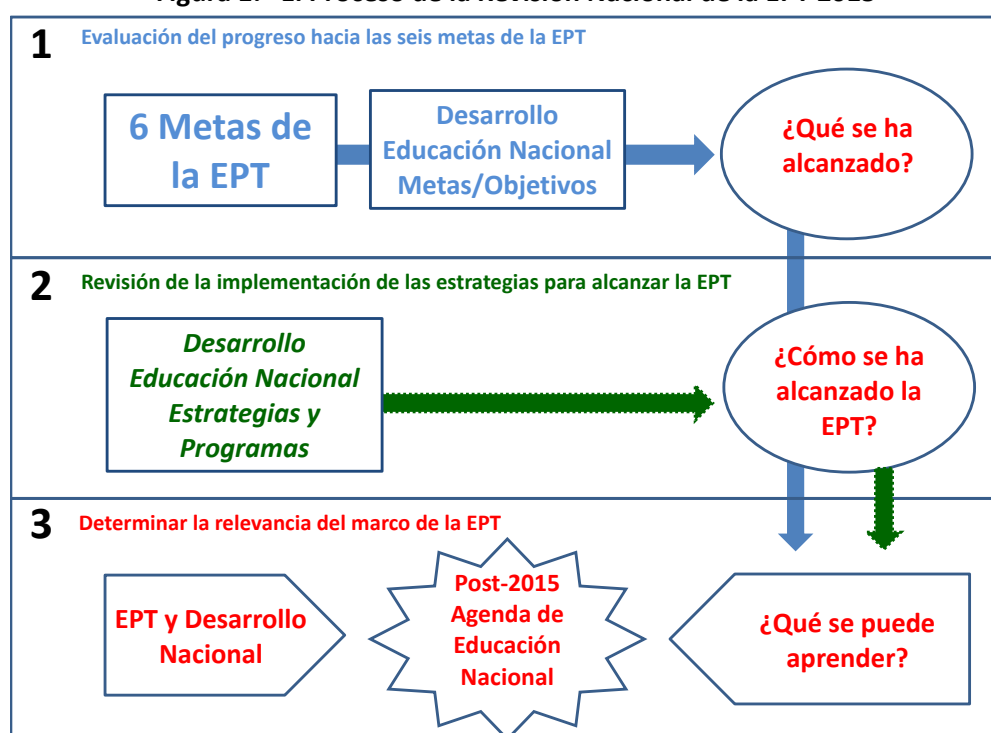 1
Evaluación del progreso hacia las seis metas de la EPT
6 Metas de
la EPT
Desarrollo
Educación Nacional
Metas/Objetivos
¿Qué se ha
alcanzado?
2
Revisión de la implementación de las estrategias para alcanzar la EPT
Desarrollo
Educación Nacional
Estrategias y
Programas
¿Cómo se ha
alcanzado la
EPT?
3
Determinar la relevancia del marco de la EPT
EPT y Desarrollo
Nacional
Post-2015
Agenda de
Educación
Nacional
¿Qué se puede
aprender?